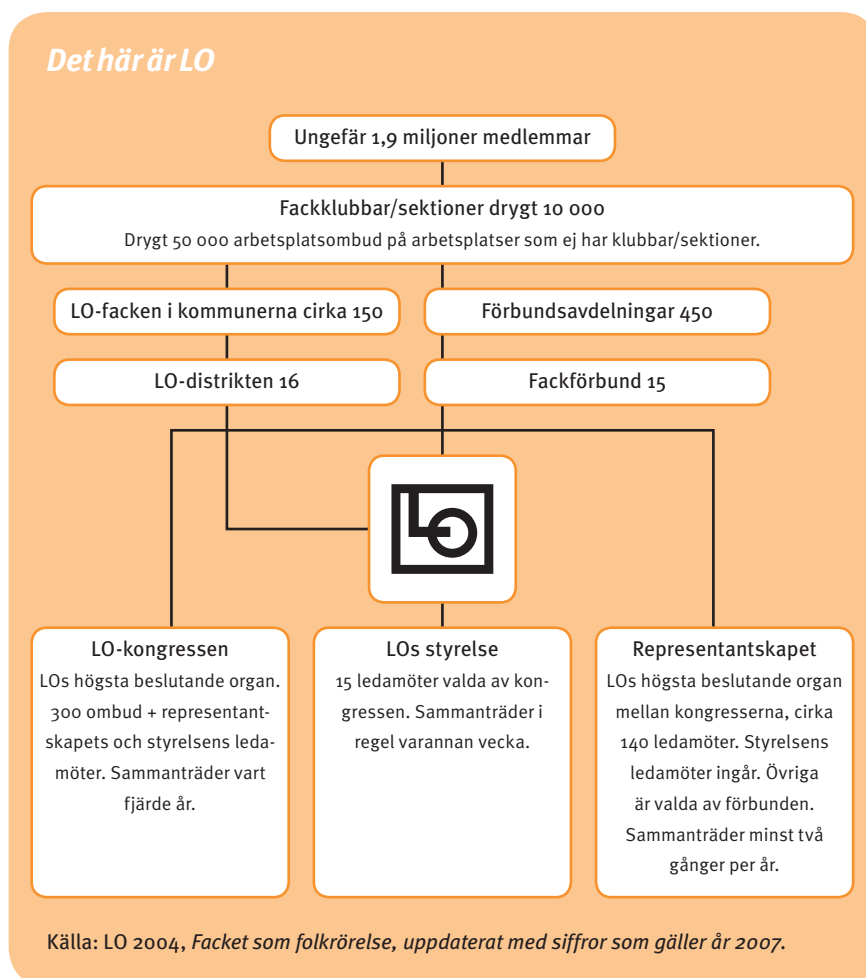 Det här är LO
Ungefär 1,9 miljoner medlemmar
Fackklubbar/sektioner drygt 10 000
Drygt 50 000 arbetsplatsombud på arbetsplatser som ej har klubbar/sektioner.
LO-facken i kommunerna cirka 150
Förbundsavdelningar 450
LO-distrikten 16
Fackförbund 15
LO
LO-kongressen
LOs högsta beslutande organ.
300 ombud + representant-
skapets och styrelsens leda-
möter. Sammanträder vart
fjärde år.
LOs styrelse
15 ledamöter valda av kon-
gressen. Sammanträder i
regel varannan vecka.
Representantskapet
LOs högsta beslutande organ
mellan kongresserna, cirka
140 ledamöter. Styrelsens
ledamöter ingår. Övriga
är valda av förbunden.
Sammanträder minst två
gånger per år.
Källa: LO 2004, Facket som folkrörelse, uppdaterat med siffror som gäller år 2007.